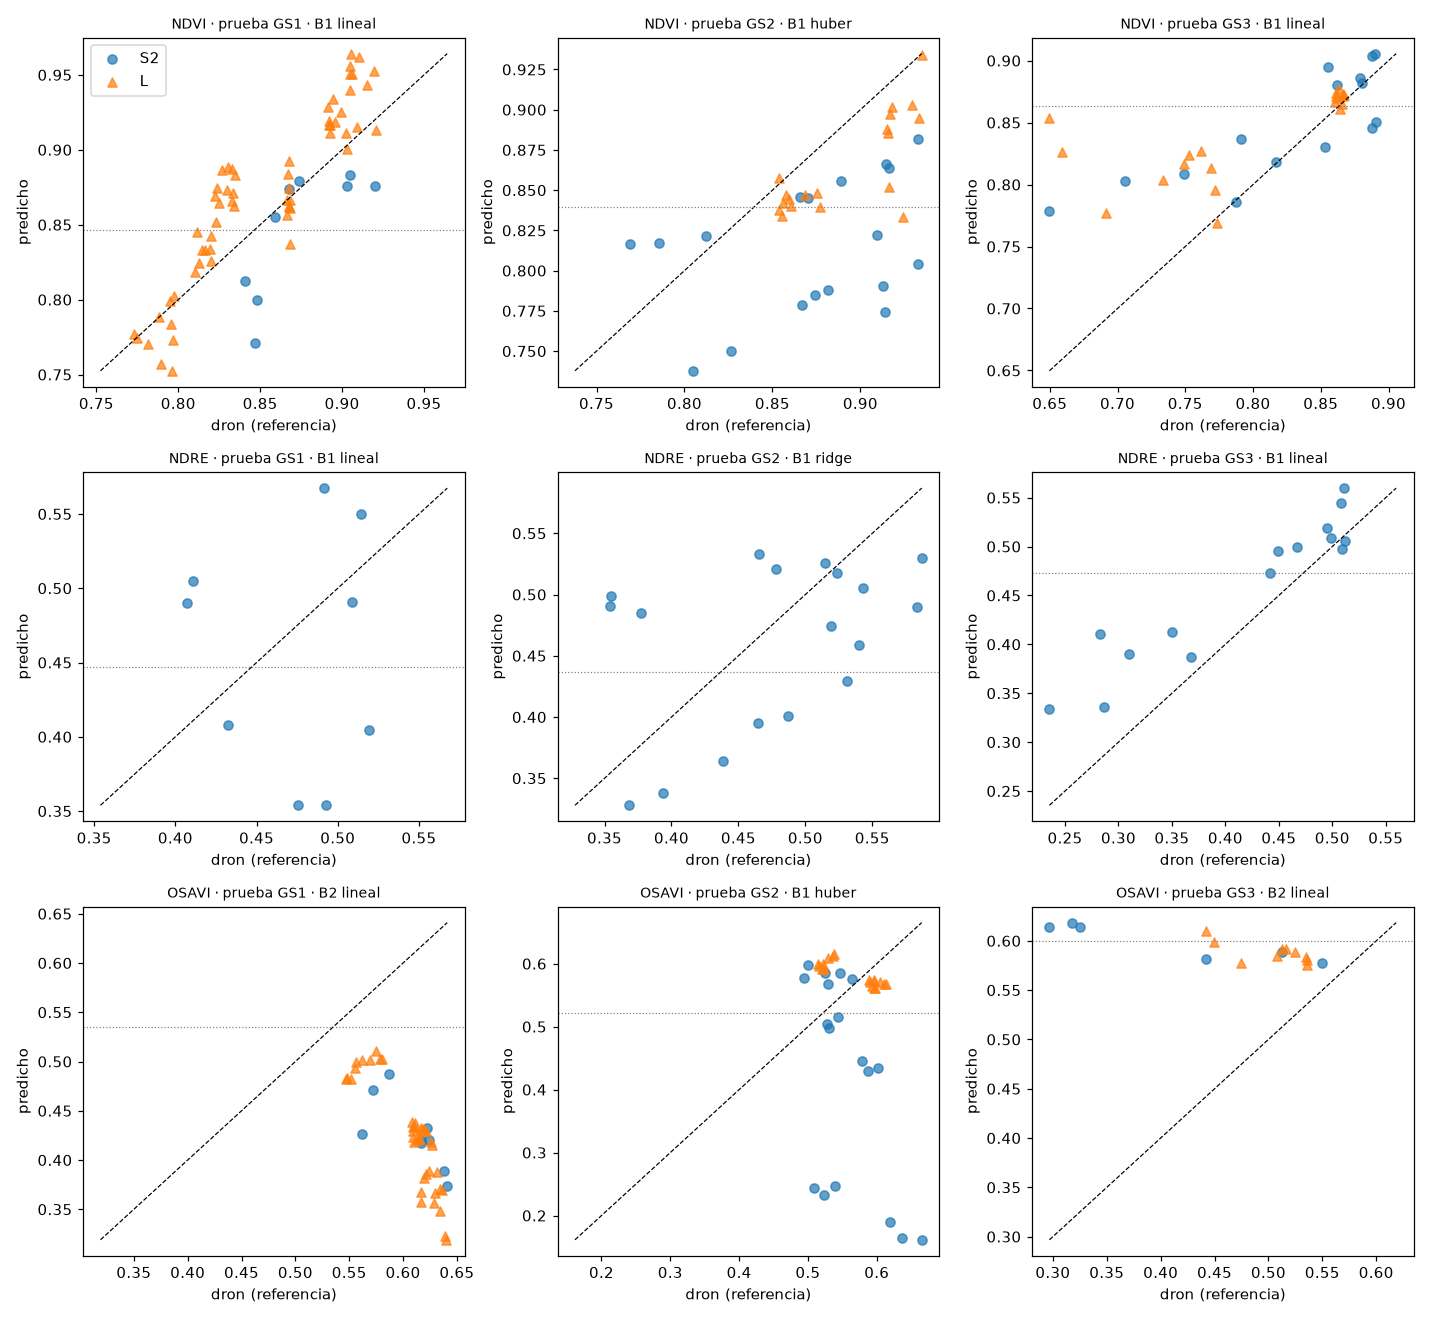 NDVI · prueba GS1 · B1 lineal
NDVI · prueba GS2 · B1 huber
NDVI · prueba GS3 · B1 lineal
S2
L
0.95
0.90
0.85
0.80
0.75
predicho
0.75 0.80 0.85 0.90 0.95
dron (referencia)
0.925
0.900
0.875
0.850
0.825
0.800
0.775
0.750
predicho
0.75 0.80 0.85 0.90
dron (referencia)
0.90
0.85
0.80
0.75
0.70
0.65
predicho
0.65 0.70 0.75 0.80 0.85 0.90
dron (referencia)
NDRE · prueba GS1 · B1 lineal
NDRE · prueba GS2 · B1 ridge
NDRE · prueba GS3 · B1 lineal
0.55
0.50
0.45
0.40
0.35
predicho
0.35 0.40 0.45 0.50 0.55
dron (referencia)
0.55
0.50
0.45
0.40
0.35
predicho
0.35 0.40 0.45 0.50 0.55
dron (referencia)
0.55
0.50
0.45
0.40
0.35
0.30
0.25
predicho
0.25 0.30 0.35 0.40 0.45 0.50 0.55
dron (referencia)
OSAVI · prueba GS1 · B2 lineal
OSAVI · prueba GS2 · B1 huber
OSAVI · prueba GS3 · B2 lineal
0.65
0.60
0.55
0.50
0.45
0.40
0.35
predicho
0.35 0.40 0.45 0.50 0.55 0.60 0.65
dron (referencia)
0.6
0.5
0.4
0.3
0.2
predicho
0.2 0.3 0.4 0.5 0.6
dron (referencia)
0.60
0.55
0.50
0.45
0.40
0.35
0.30
predicho
0.30 0.35 0.40 0.45 0.50 0.55 0.60
dron (referencia)